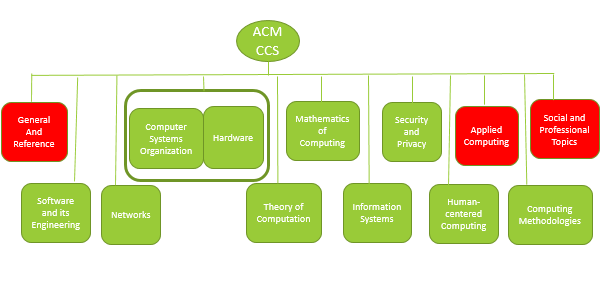 ACM
CCS
General
And
Reference
Computer
Systems
Organization
Hardware
Mathematics
of
Computing
Security
and
Privacy
Applied
Computing
Social and
Professional
Topics
Software
and its
Engineering
Networks
Theory of
Computation
Information
Systems
Human-
centered
Computing
Computing
Methodologies